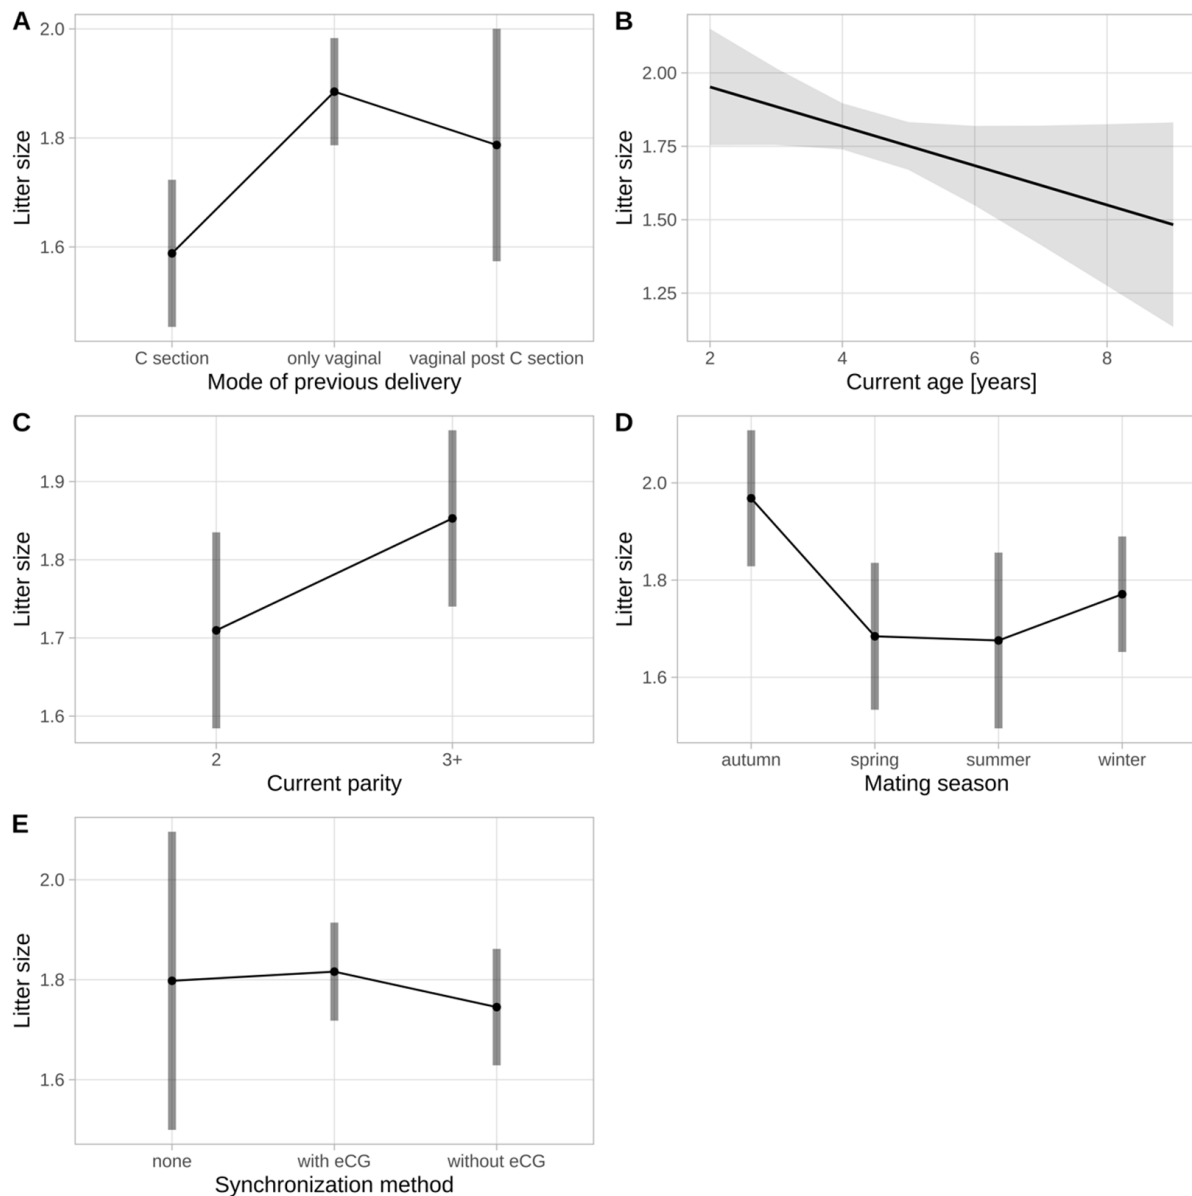 A
Litter size
2.0
1.8
1.6
C section only vaginal vaginal post C section
Mode of previous delivery
B
Litter size
2.00
1.75
1.50
1.25
2 4 6 8
Current age [years]
C
Litter size
1.9
1.8
1.7
1.6
2 3+
Current parity
D
Litter size
2.0
1.8
1.6
autumn spring summer winter
Mating season
E
Litter size
2.0
1.8
1.6
none with eCG without eCG
Synchronization method